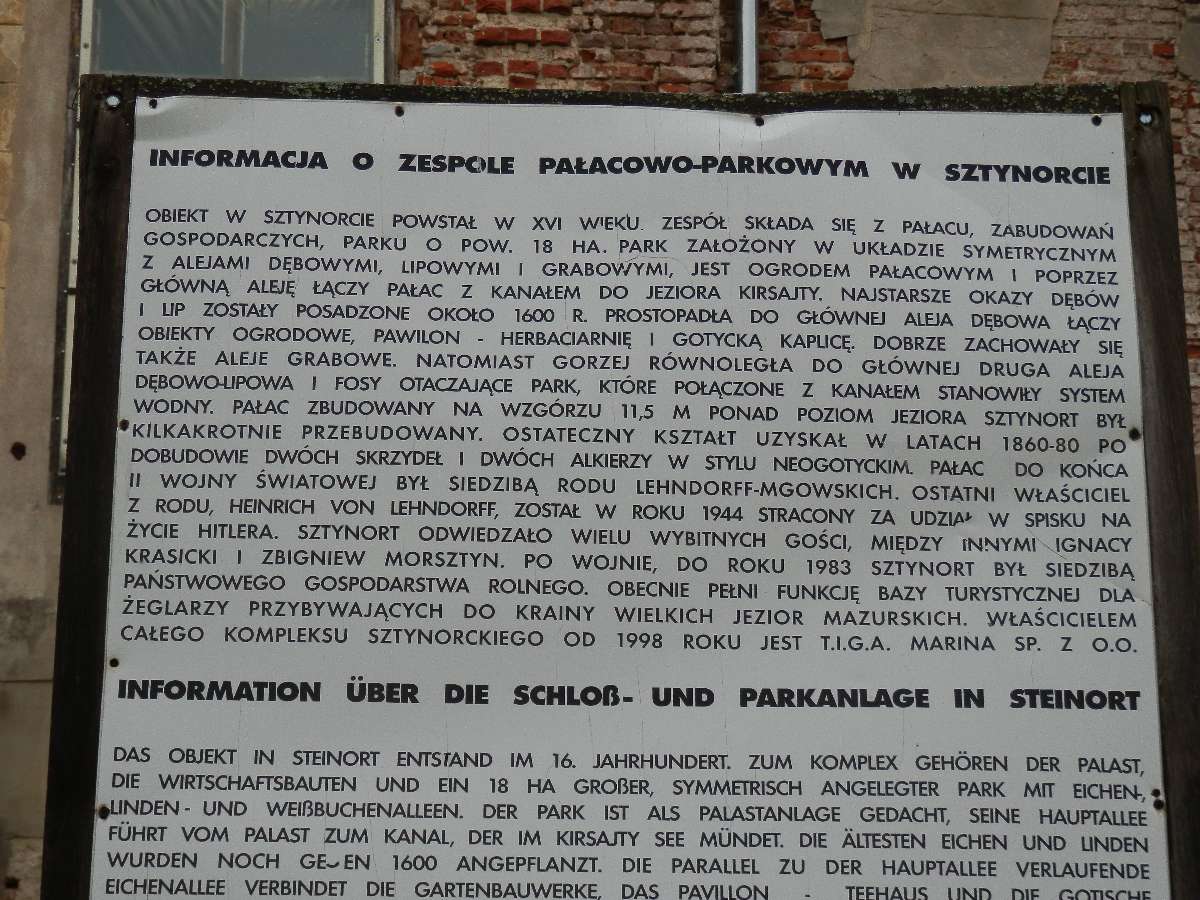 INFORMACJA O ZESPOLE PAŁACOWO-PARKOWYM W SZTYNORCIE
OBIEKT W SZTYNORCIE POWSTAŁ W XVI WIEKU. ZESPÓŁ SKŁADA SIĘ Z PAŁACU, ZABUDOWAŃ
GOSPODARCZYCH, PARKU O POW. 18 HA. PARK ZAŁOŻONY W UKŁADZIE SYMETRYCZNYM
Z ALEJAMI DĘBOWYMI, LIPOWYMI I GRABOWYMI, JEST OGRODEM PAŁACOWYM I POPRZEZ
GŁÓWNĄ ALEJĘ ŁĄCZY PAŁAC Z KANAŁEM DO JEZIORA KIRSAJTY. NAJSTARSZE OKAZY DĘBÓW
I LIP ZOSTAŁY POSADZONE OKOŁO 1600 R. PROSTOPADŁA DO GŁÓWNEJ ALEJA DĘBOWA ŁĄCZY
OBIEKTY OGRODOWE, PAWILON - HERBACIARNIĘ I GOTYCKĄ KAPLICĘ. DOBRZE ZACHOWAŁY SIĘ
TAKŻE ALEJE GRABOWE. NATOMIAST GORZEJ RÓWNOLEGŁA DO GŁÓWNEJ DRUGA ALEJA
DĘBOWO-LIPOWA I FOSY OTACZAJĄCE PARK, KTÓRE POŁĄCZONE Z KANAŁEM STANOWIŁY SYSTEM
WODNY. PAŁAC ZBUDOWANY NA WZGÓRZU 11,5 M PONAD POZIOM JEZIORA SZTYNORT BYŁ
KILKAKROTNIE PRZEBUDOWANY. OSTATECZNY KSZTAŁT UZYSKAŁ W LATACH 1860-80 PO
DOBUDOWIE DWÓCH SKRZYDEŁ I DWÓCH ALKIERZY W STYLU NEOGOTYCKIM. PAŁAC DO KOŃCA
II WOJNY ŚWIATOWEJ BYŁ SIEDZIBĄ RODU LEHNDORFF-MGOWSKICH. OSTATNI WŁAŚCICIEL
Z RODU, HEINRICH VON LEHNDORFF, ZOSTAŁ W ROKU 1944 STRACONY ZA UDZIAŁ W SPISKU NA
ŻYCIE HITLERA. SZTYNORT ODWIEDZAŁO WIELU WYBITNYCH GOŚCI, MIĘDZY INNYMI IGNACY
KRASICKI I ZBIGNIEW MORSZTYN. PO WOJNIE, DO ROKU 1983 SZTYNORT BYŁ SIEDZIBĄ
PAŃSTWOWEGO GOSPODARSTWA ROLNEGO. OBECNIE PEŁNI FUNKCJĘ BAZY TURYSTYCZNEJ DLA
ŻEGLARZY PRZYBYWAJĄCYCH DO KRAINY WIELKICH JEZIOR MAZURSKICH. WŁAŚCICIELEM
CAŁEGO KOMPLEKSU SZTYNORCKIEGO OD 1998 ROKU JEST T.I.G.A. MARINA SP. Z O.O.
INFORMATION ÜBER DIE SCHLOß- UND PARKANLAGE IN STEINORT
DAS OBJEKT IN STEINORT ENTSTAND IM 16. JAHRHUNDERT. ZUM KOMPLEX GEHÖREN DER PALAST,
DIE WIRTSCHAFTSBAUTEN UND EIN 18 HA GROßER, SYMMETRISCH ANGELEGTER PARK MIT EICHEN-,
LINDEN- UND WEIßBUCHENALLEEN. DER PARK IST ALS PALASTANLAGE GEDACHT, SEINE HAUPTALLEE
FÜHRT VOM PALAST ZUM KANAL, DER IM KIRSAJTY SEE MÜNDET. DIE ÄLTESTEN EICHEN UND LINDEN
WURDEN NOCH GEGEN 1600 ANGEPFLANZT. DIE PARALLEL ZU DER HAUPTALLEE VERLAUFENDE
EICHENALLEE VERBINDET DIE GARTENBAUWERKE, DAS PAVILLON - TEEHAUS UND DIE GOTISCHE